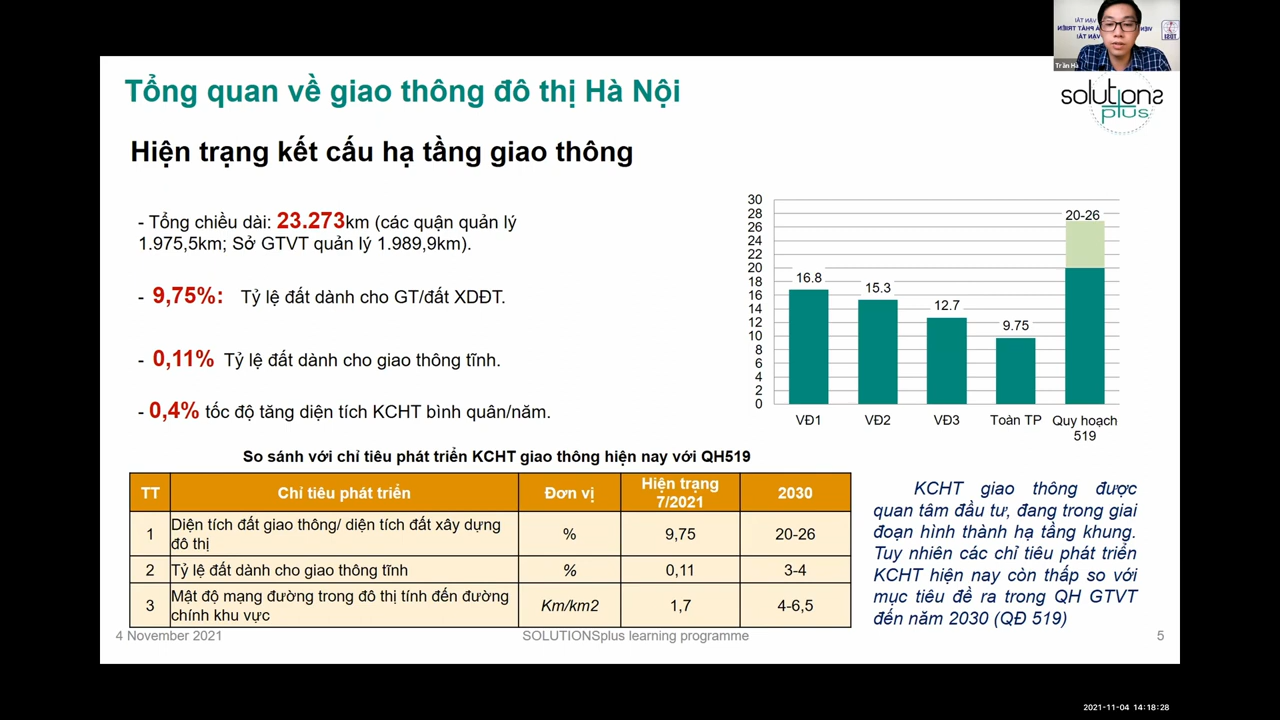 VẬN TẢI
VIỆN
PHÁT TRIỂN
VẬN TẢI
TDSI
Trần Hà
solutions
plus
Tổng quan về giao thông đô thị Hà Nội
Hiện trạng kết cấu hạ tầng giao thông
- Tổng chiều dài: 23.273km (các quận quản lý
1.975,5km; Sở GTVT quản lý 1.989,9km).
- 9,75%: Tỷ lệ đất dành cho GT/đất XDĐT.
- 0,11% Tỷ lệ đất dành cho giao thông tĩnh.
- 0,4% tốc độ tăng diện tích KCHT bình quân/năm.
30
28
26
24
22
20
18
16
14
12
10
8
6
4
2
0
16.8
15.3
12.7
9.75
20-26
VĐ1 VĐ2 VĐ3 Toàn TP Quy hoạch
519
So sánh với chỉ tiêu phát triển KCHT giao thông hiện nay với QH519
TT Chỉ tiêu phát triển Đơn vị Hiện trạng 2030
7/2021
1 Diện tích đất giao thông/ diện tích đất xây dựng % 9,75 20-26
đô thị
2 Tỷ lệ đất dành cho giao thông tĩnh % 0,11 3-4
3 Mật độ mạng đường trong đô thị tính đến đường Km/km2 1,7 4-6,5
chính khu vực
KCHT giao thông được
quan tâm đầu tư, đang trong giai
đoạn hình thành hạ tầng khung.
Tuy nhiên các chỉ tiêu phát triển
KCHT hiện nay còn thấp so với
mục tiêu đề ra trong QH GTVT
đến năm 2030 (QĐ 519)
4 November 2021 SOLUTIONSplus learning programme 5
2021-11-04 14:18:28